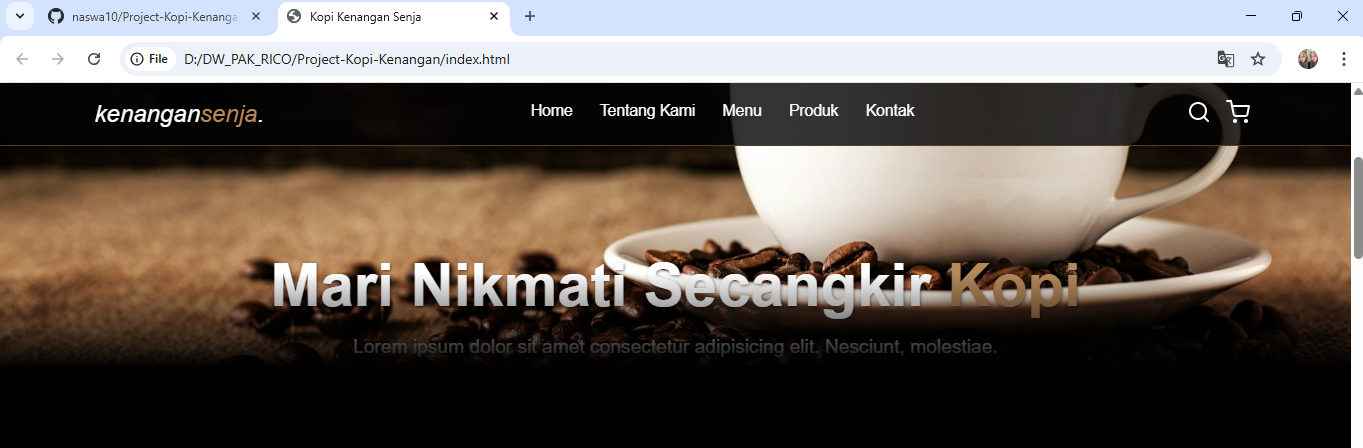 naswa10/Project-Kopi-Kenanga
Kopi Kenangan Senja
File
D:/DW_PAK_RICO/Project-Kopi-Kenangan/index.html
kenangansenja.
Home Tentang Kami Menu Produk Kontak
Mari Nikmati Secangkir Kopi
Lorem ipsum dolor sit amet consectetur adipisicing elit. Nesciunt, molestiae.